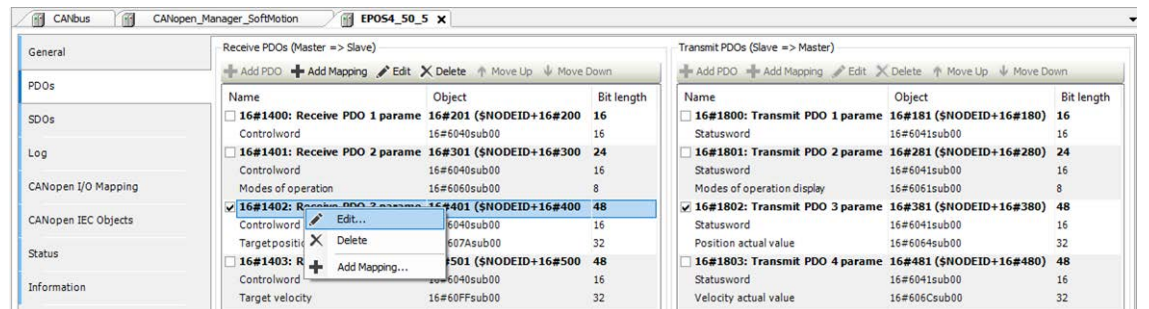 CANbus CANopen_Manager_SoftMotion EPOS4_50_5 X
General
PDOs
SDOs
Log
CANopen I/O Mapping
CANopen IEC Objects
Status
Information
Receive PDOs (Master => Slave)
Add PDO Add Mapping Edit Delete Move Up Move Down
Name Object Bit length
16#1400: Receive PDO 1 parame 16#201 ($NODEID+16#200 16
Controlword 16#6040sub00 16
16#1401: Receive PDO 2 parame 16#301 ($NODEID+16#300 24
Controlword 16#6040sub00 16
Modes of operation 16#6060sub00 8
16#1402: Receive PDO 3 parame 16#401 ($NODEID+16#400 48
Controlword 6040sub00 16
Targetpositi 607Asub00 32
16#1403: R #501 ($NODEID+16#500 48
Controlword 6040sub00 16
Target velocity 16#60FFsub00 32
Edit...
Delete
Add Mapping...
Transmit PDOs (Slave => Master)
Add PDO Add Mapping Edit Delete Move Up Move Down
Name Object Bit length
16#1800: Transmit PDO 1 parame 16#181 ($NODEID+16#180) 16
Statusword 16#6041sub00 16
16#1801: Transmit PDO 2 parame 16#281 ($NODEID+16#280) 24
Statusword 16#6041sub00 16
Modes of operation display 16#6061sub00 8
16#1802: Transmit PDO 3 parame 16#381 ($NODEID+16#380) 48
Statusword 16#6041sub00 16
Position actual value 16#6064sub00 32
16#1803: Transmit PDO 4 parame 16#481 ($NODEID+16#480) 48
Statusword 16#6041sub00 16
Velocity actual value 16#606Csub00 32